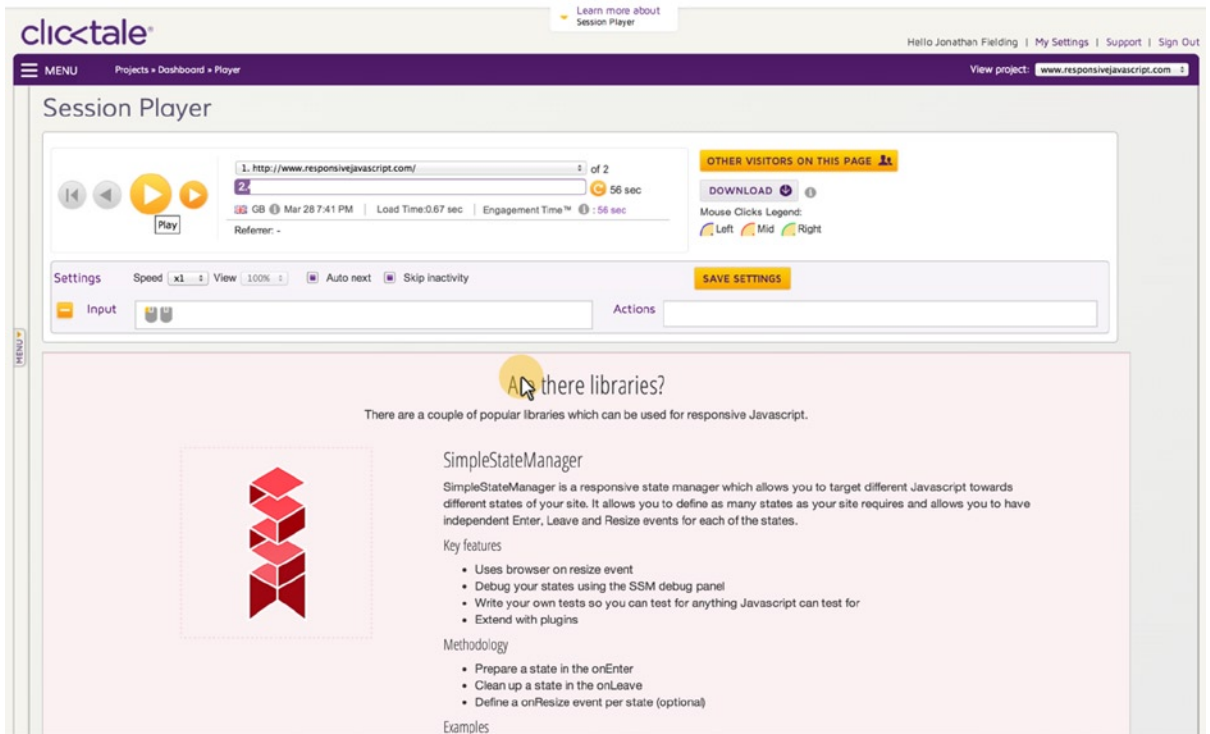 Learn more about
Session Player
clicktale®
Hello Jonathan Fielding | My Settings | Support | Sign Out
MENU Projects » Dashboard » Player View project: www.responsivejavascript.com
Session Player
1. http://www.responsivejavascript.com/ of 2
2. 56 sec
GB Mar 28 7:41 PM | Load Time:0.67 sec | Engagement Time™ : 56 sec
Referrer: -
Play
OTHER VISITORS ON THIS PAGE
DOWNLOAD
Mouse Clicks Legend:
Left Mid Right
Settings Speed x1 View 100% Auto next Skip inactivity SAVE SETTINGS
Input Actions
MENU
Are there libraries?
There are a couple of popular libraries which can be used for responsive Javascript.
SimpleStateManager
SimpleStateManager is a responsive state manager which allows you to target different Javascript towards
different states of your site. It allows you to define as many states as your site requires and allows you to have
independent Enter, Leave and Resize events for each of the states.
Key features
• Uses browser on resize event
• Debug your states using the SSM debug panel
• Write your own tests so you can test for anything Javascript can test for
• Extend with plugins
Methodology
• Prepare a state in the onEnter
• Clean up a state in the onLeave
• Define a onResize event per state (optional)
Examples